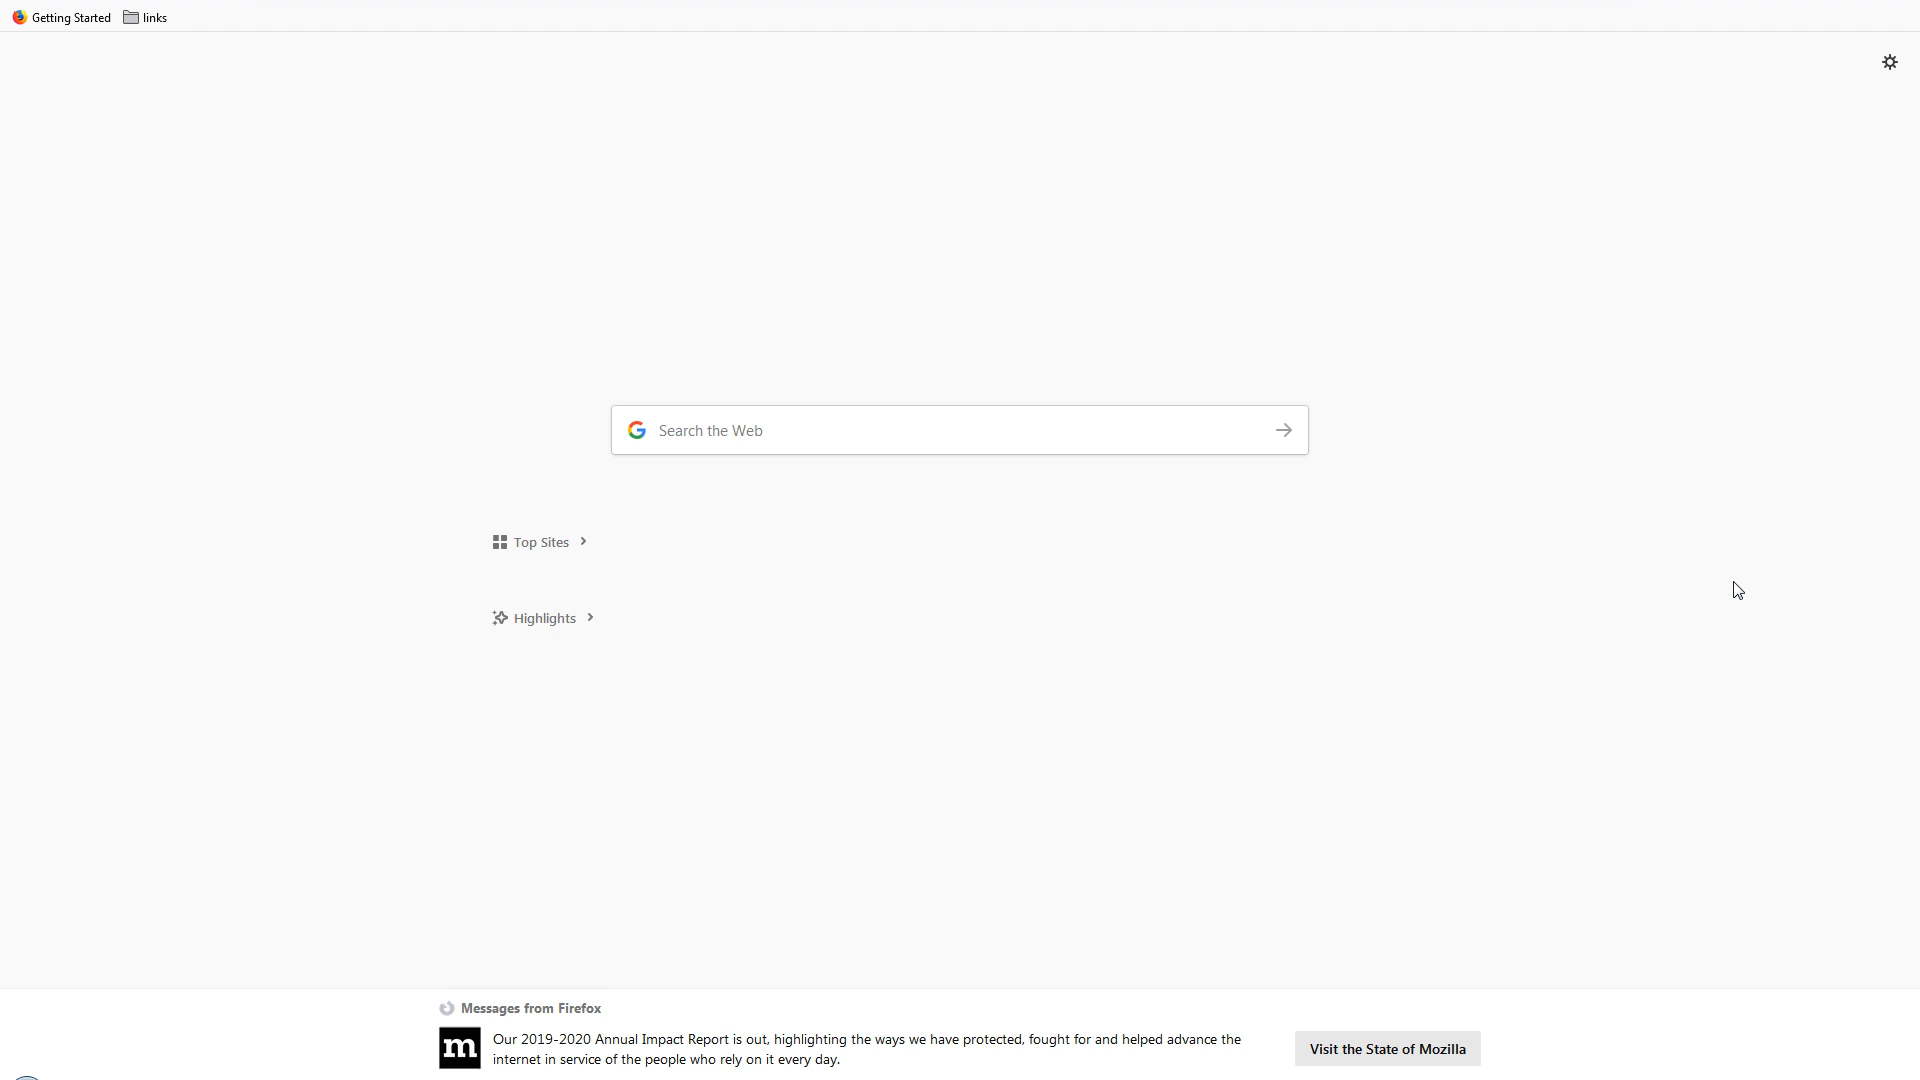 Getting Started links
Search the Web
Top Sites
Highlights
Messages from Firefox
m
Our 2019-2020 Annual Impact Report is out, highlighting the ways we have protected, fought for and helped advance the
internet in service of the people who rely on it every day.
Visit the State of Mozilla